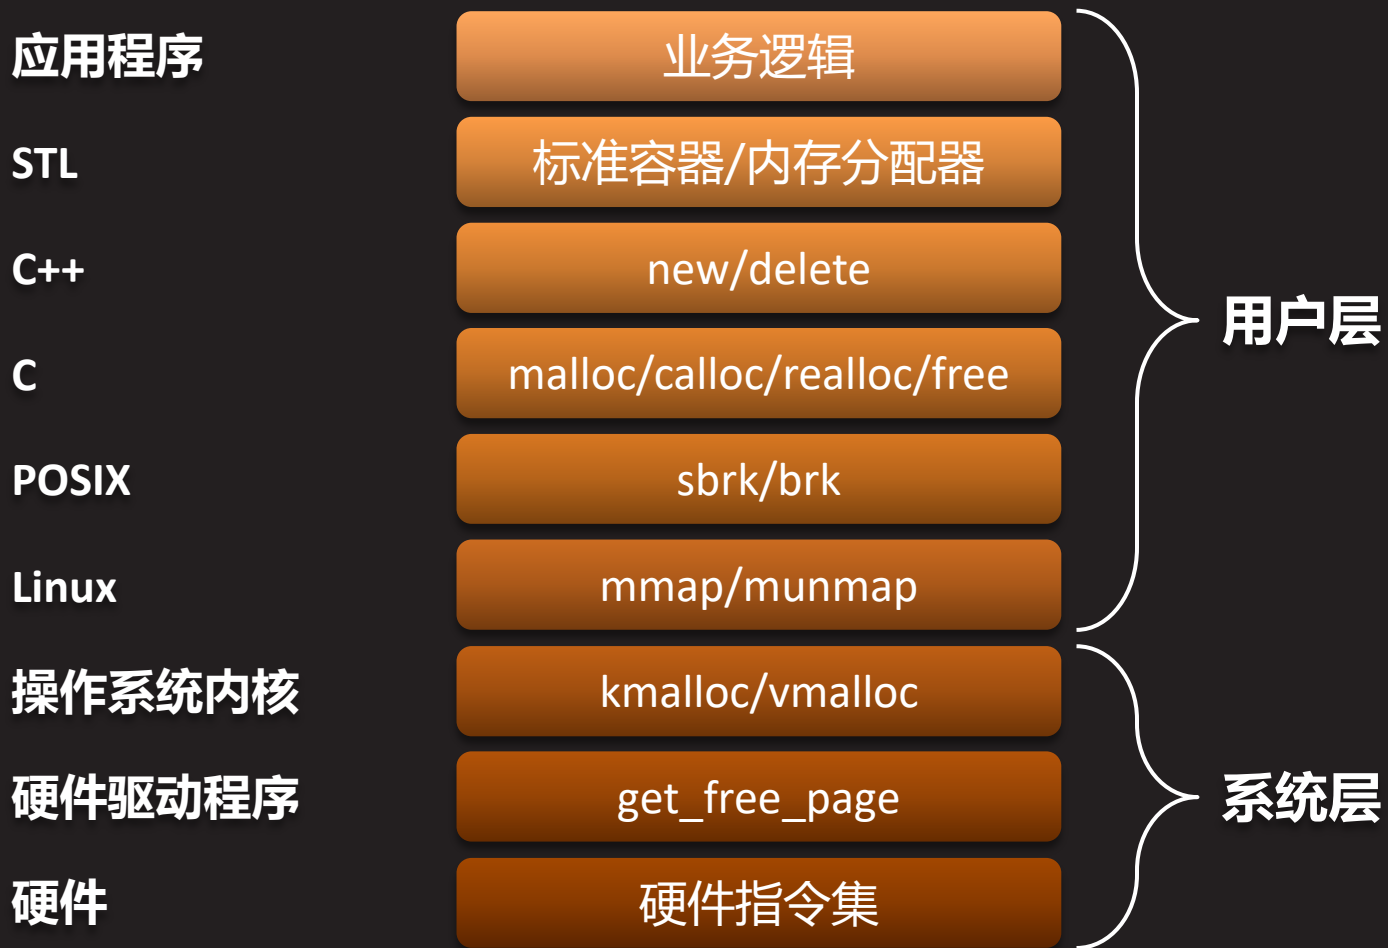 应用程序
业务逻辑
STL
标准容器/内存分配器
C++
new/delete
C
malloc/calloc/realloc/free
POSIX
sbrk/brk
Linux
mmap/munmap
用户层
操作系统内核
kmalloc/vmalloc
硬件驱动程序
get_free_page
硬件
硬件指令集
系统层